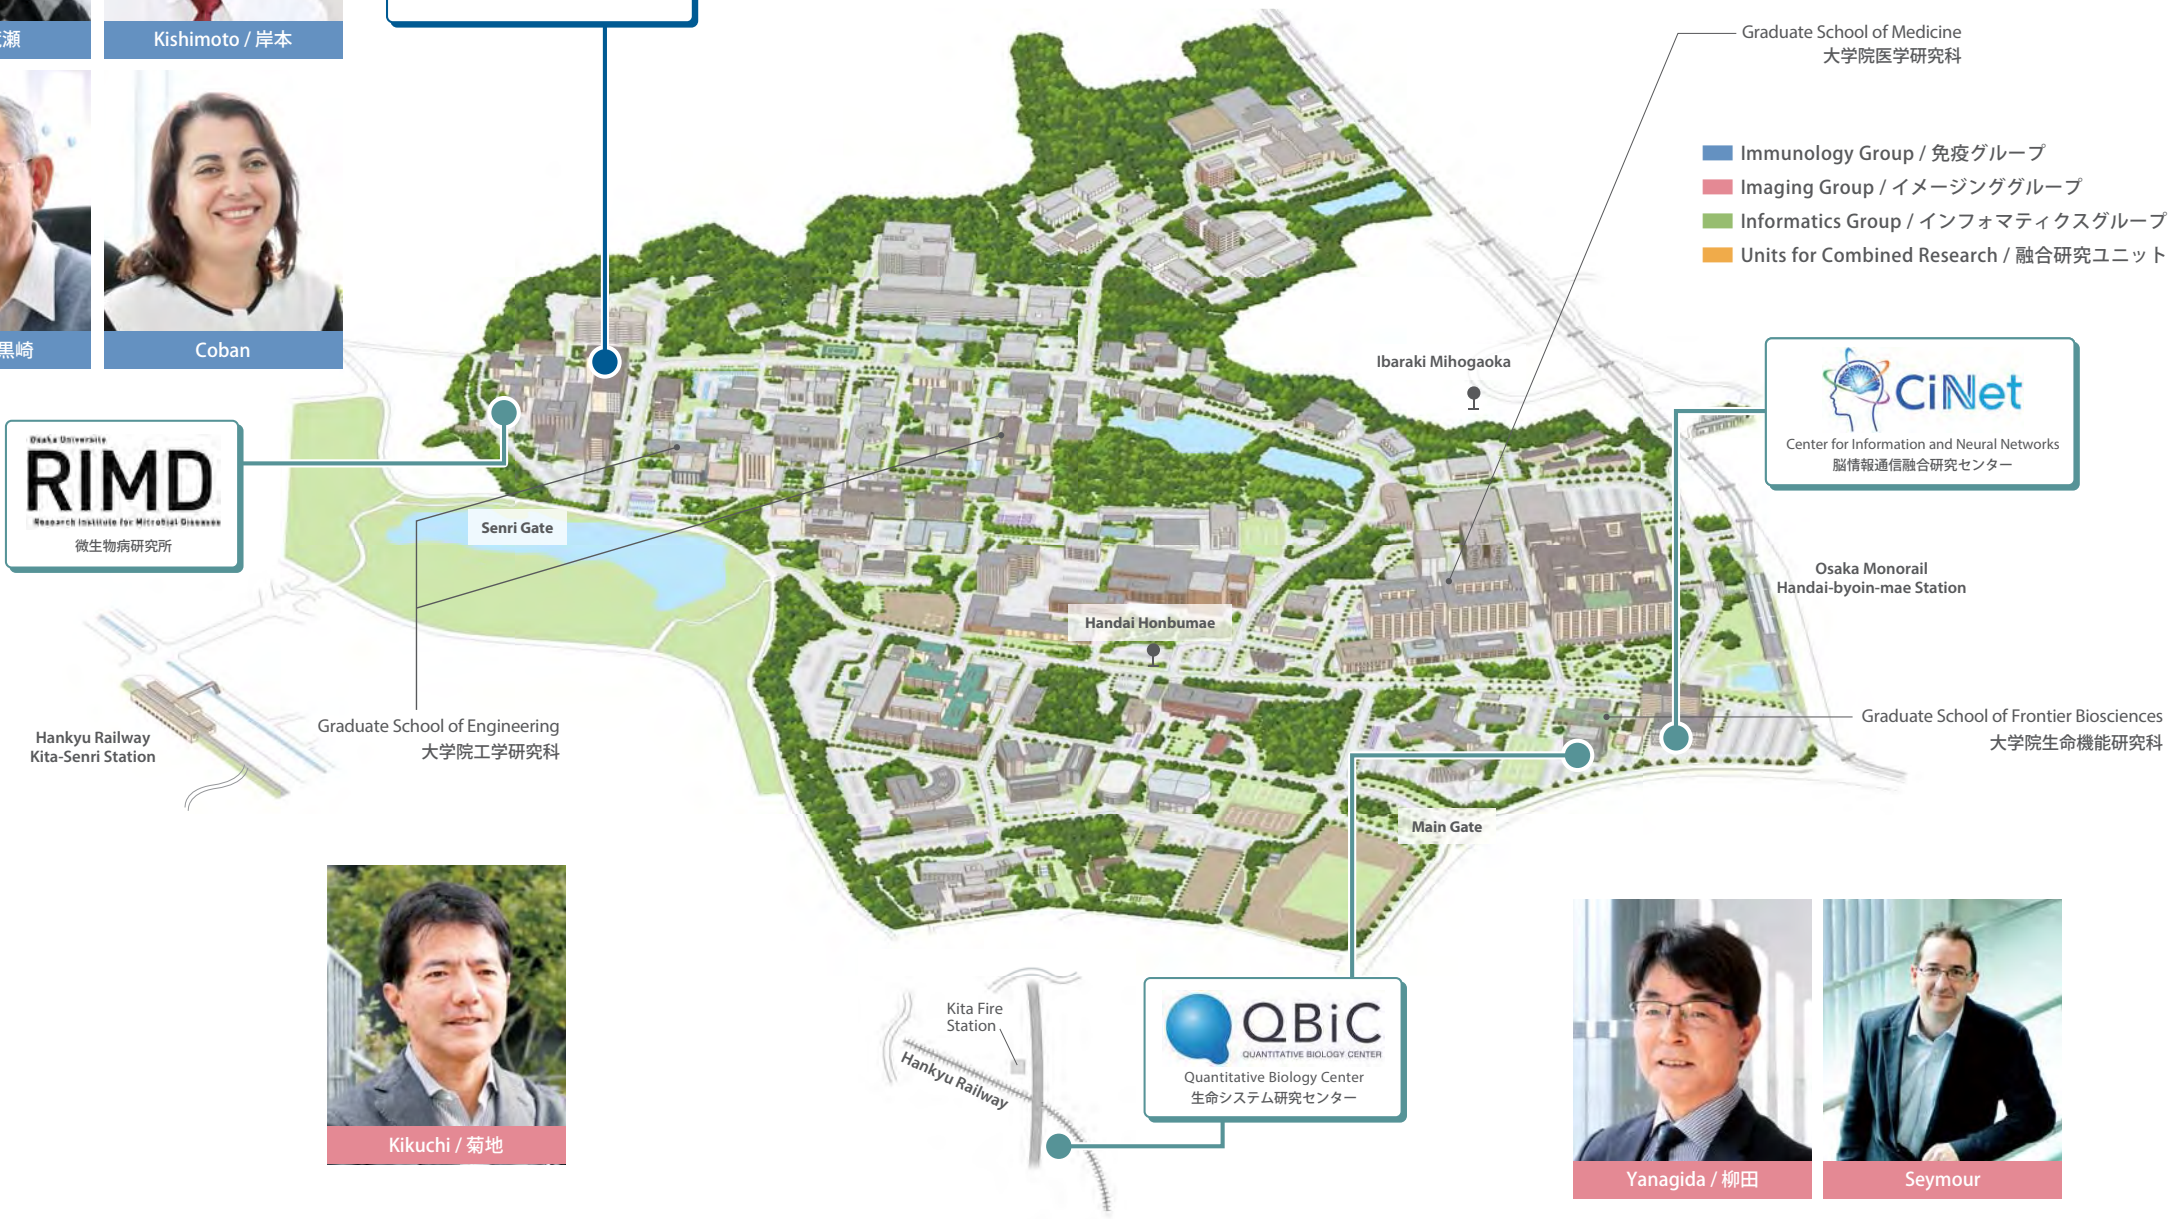 瀬
Kishimoto / 岸本
黒崎
Coban
Graduate School of Medicine
大学院医学研究科
Immunology Group / 免疫グループ
Imaging Group / イメージンググループ
Informatics Group / インフォマティクスグループ
Units for Combined Research / 融合研究ユニット
Ibaraki Mihogaoka
CiNet
Center for Information and Neural Networks
脳情報通信融合研究センター
Osaka Universite
RIMD
Research Institute for Microbial Diseases
微生物病研究所
Senri Gate
Osaka Monorail
Handai-byoin-mae Station
Handai Honbumae
Hankyu Railway
Kita-Senri Station
Graduate School of Engineering
大学院工学研究科
Graduate School of Frontier Biosciences
大学院生命機能研究科
Main Gate
Kikuchi / 菊地
Kita Fire
Station
Hankyu Railway
QBiC
QUANTITATIVE BIOLOGY CENTER
Quantitative Biology Center
生命システム研究センター
Yanagida / 柳田
Seymour